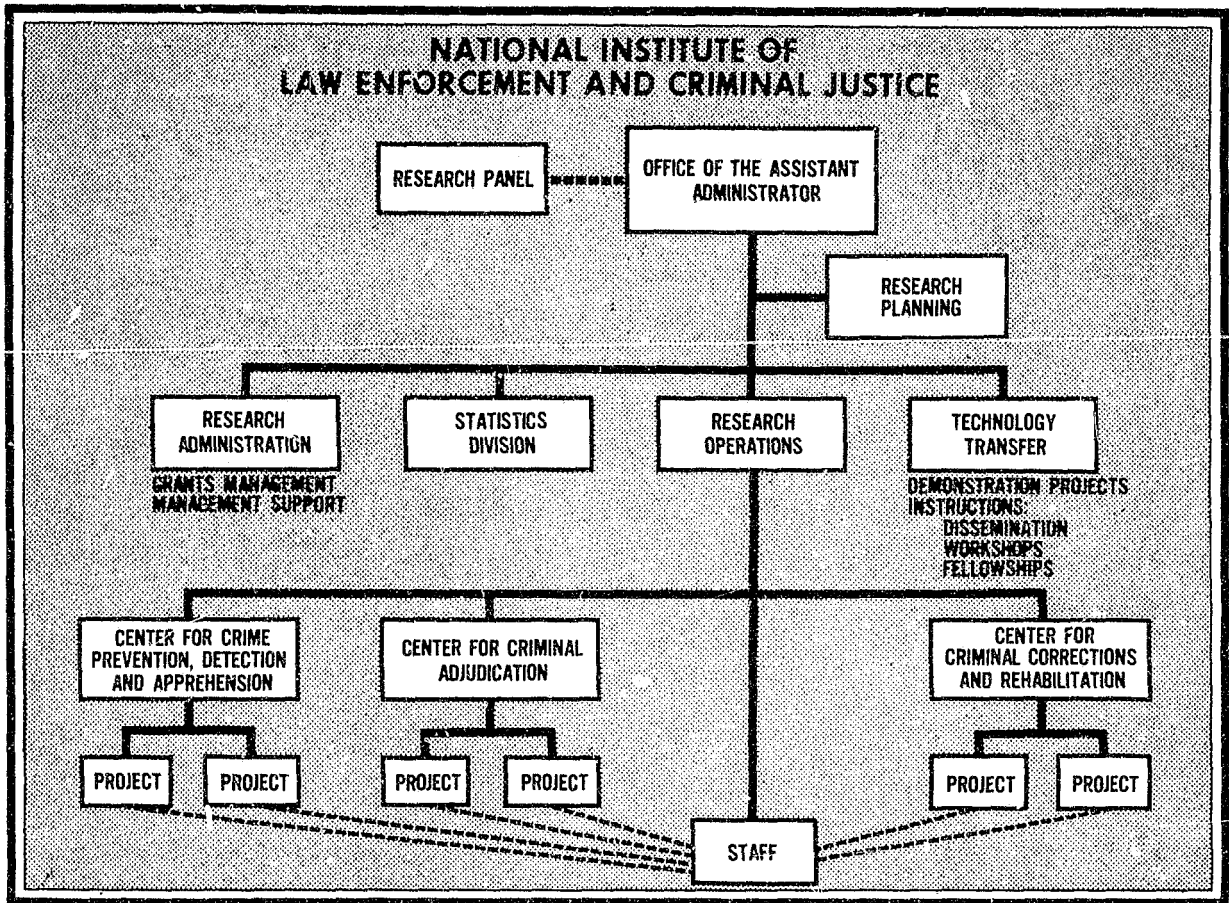 NATIONAL INSTITUTE OF
LAW ENFORCEMENT AND CRIMINAL JUSTICE
RESEARCH PANEL
OFFICE OF THE ASSISTANT
ADMINISTRATOR
RESEARCH
PLANNING
RESEARCH
ADMINISTRATION
GRANTS MANAGEMENT
MANAGEMENT SUPPORT
STATISTICS
DIVISION
RESEARCH
OPERATIONS
TECHNOLOGY
TRANSFER
DEMONSTRATION PROJECTS
INSTRUCTIONS:
DISSEMINATION
WORKSHOPS
FELLOWSHIPS
CENTER FOR CRIME
PREVENTION, DETECTION
AND APPREHENSION
CENTER FOR CRIMINAL
ADJUDICATION
CENTER FOR
CRIMINAL CORRECTIONS
AND REHABILITATION
PROJECT
PROJECT
PROJECT
PROJECT
PROJECT
PROJECT
STAFF